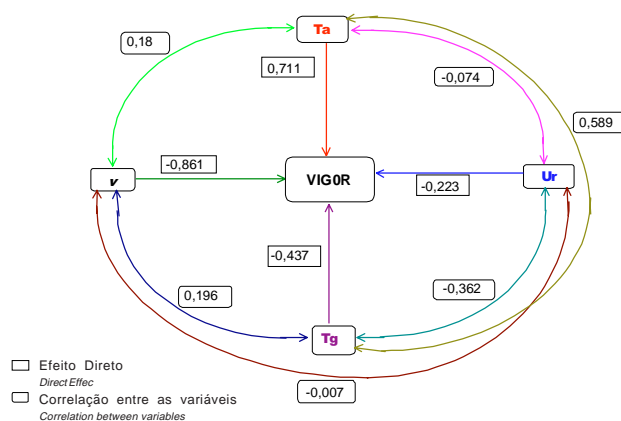 Ta
0,18
0,711
-0,074
0,589
-0,861
v
VIG0R
Ur
-0,223
-0,437
0,196
-0,362
Tg
Efeito Direto
Direct Effec
-0,007
Correlação entre as variáveis
Correlation between variables